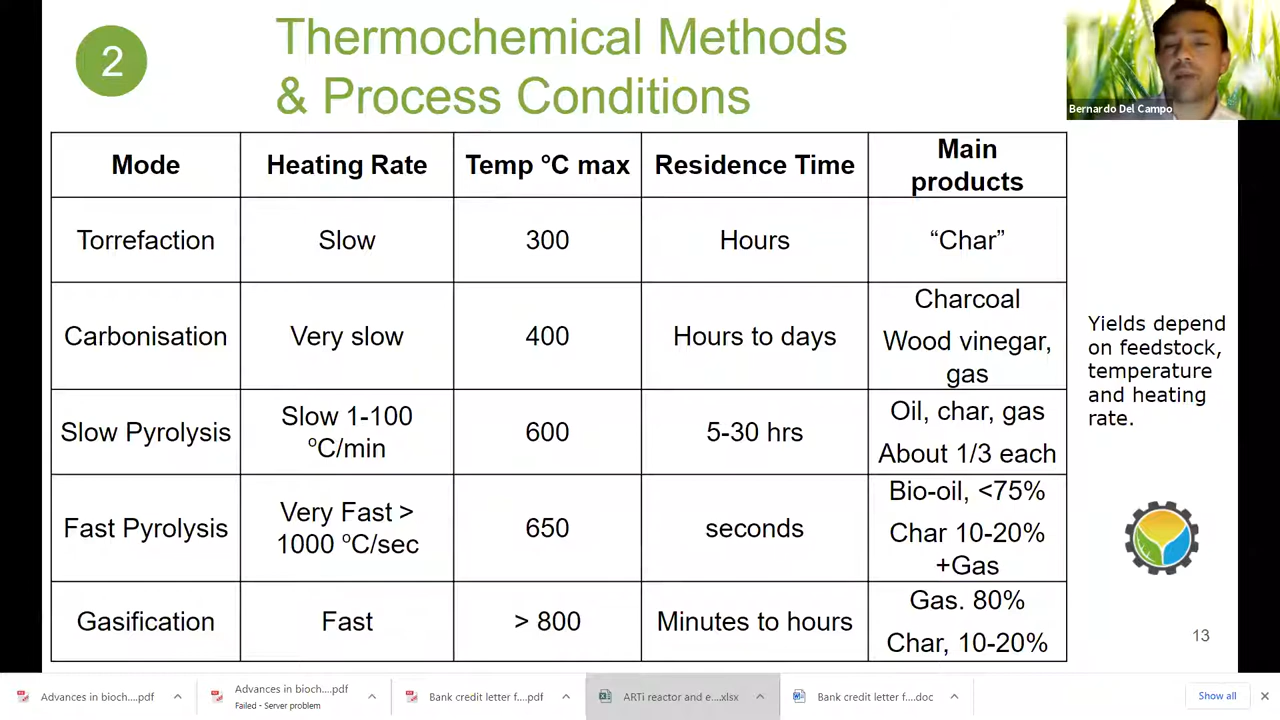 2
Thermochemical Methods
& Process Conditions
Bernardo Del Campo
Mode
Heating Rate
Temp °C max
Residence Time
Main
products
Torrefaction
Slow
300
Hours
“Char”
Carbonisation
Very slow
400
Hours to days
Charcoal
Wood vinegar,
gas
Slow Pyrolysis
Slow 1-100
°C/min
600
5-30 hrs
Oil, char, gas
About 1/3 each
Fast Pyrolysis
Very Fast >
1000 °C/sec
650
seconds
Bio-oil, <75%
Char 10-20%
+Gas
Gasification
Fast
> 800
Minutes to hours
Gas. 80%
Char, 10-20%
Yields depend
on feedstock,
temperature
and heating
rate.
13
Advances in bioch....pdf
Advances in bioch....pdf
Failed - Server problem
Bank credit letter f....pdf
ARTi reactor and e....xlsx
Bank credit letter f....doc
Show all